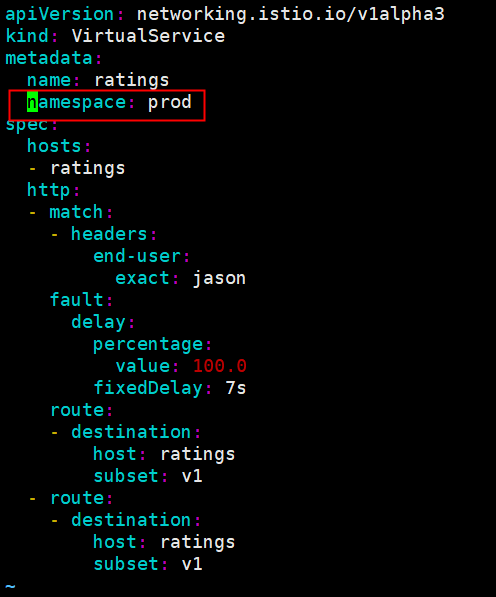 apiVersion: networking.istio.io/v1alpha3
kind: VirtualService
metadata:
  name: ratings
  namespace: prod
spec:
  hosts:
  - ratings
  http:
  - match:
    - headers:
        end-user:
          exact: jason
    fault:
      delay:
        percentage:
          value: 100.0
        fixedDelay: 7s
    route:
    - destination:
        host: ratings
        subset: v1
  - route:
    - destination:
        host: ratings
        subset: v1
~